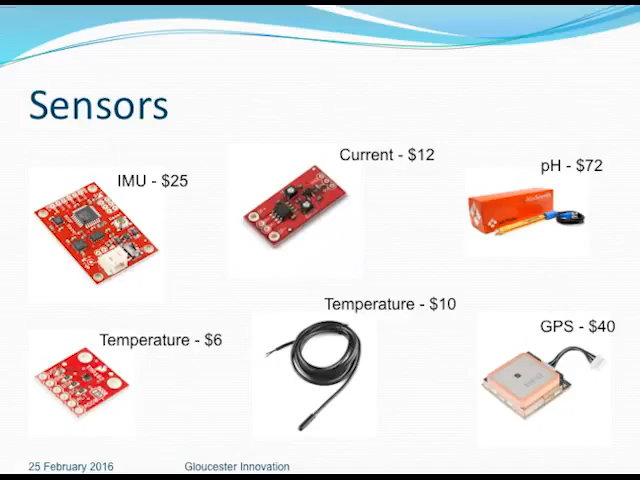 Sensors
IMU - $25
Current - $12
pH - $72
Temperature - $6
Temperature - $10
GPS - $40
25 February 2016
Gloucester Innovation